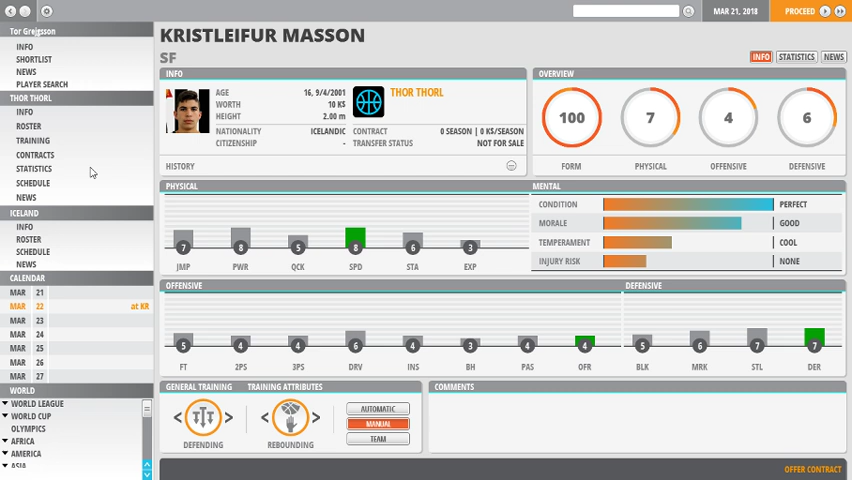 MAR 21, 2018
PROCEED
Tor Grejgsson
INFO
SHORTLIST
NEWS
PLAYER SEARCH
THOR THORL
INFO
ROSTER
TRAINING
CONTRACTS
STATISTICS
SCHEDULE
NEWS
ICELAND
INFO
ROSTER
SCHEDULE
NEWS
CALENDAR
MAR 21
MAR 22 at KR
MAR 23
MAR 24
MAR 25
MAR 26
MAR 27
WORLD
WORLD LEAGUE
WORLD CUP
OLYMPICS
AFRICA
AMERICA
ASIA
KRISTLEIFUR MASSON
SF
INFO STATISTICS NEWS
INFO
AGE 16, 9/4/2001
WORTH 10 K$
HEIGHT 2.00 m
NATIONALITY ICELANDIC
CITIZENSHIP -
THOR THORL
CONTRACT 0 SEASON | 0 K$/SEASON
TRANSFER STATUS NOT FOR SALE
HISTORY
OVERVIEW
100 7 4 6
FORM PHYSICAL OFFENSIVE DEFENSIVE
PHYSICAL
7 8 5 8 6 3
JMP PWR QCK SPD STA EXP
MENTAL
CONDITION PERFECT
MORALE GOOD
TEMPERAMENT COOL
INJURY RISK NONE
OFFENSIVE
5 4 4 6 4 3 4 4
FT 2PS 3PS DRV INS BH PAS OFR
DEFENSIVE
5 6 7 7
BLK MRK STL DER
GENERAL TRAINING TRAINING ATTRIBUTES
DEFENDING REBOUNDING
AUTOMATIC
MANUAL
TEAM
COMMENTS
OFFER CONTRACT